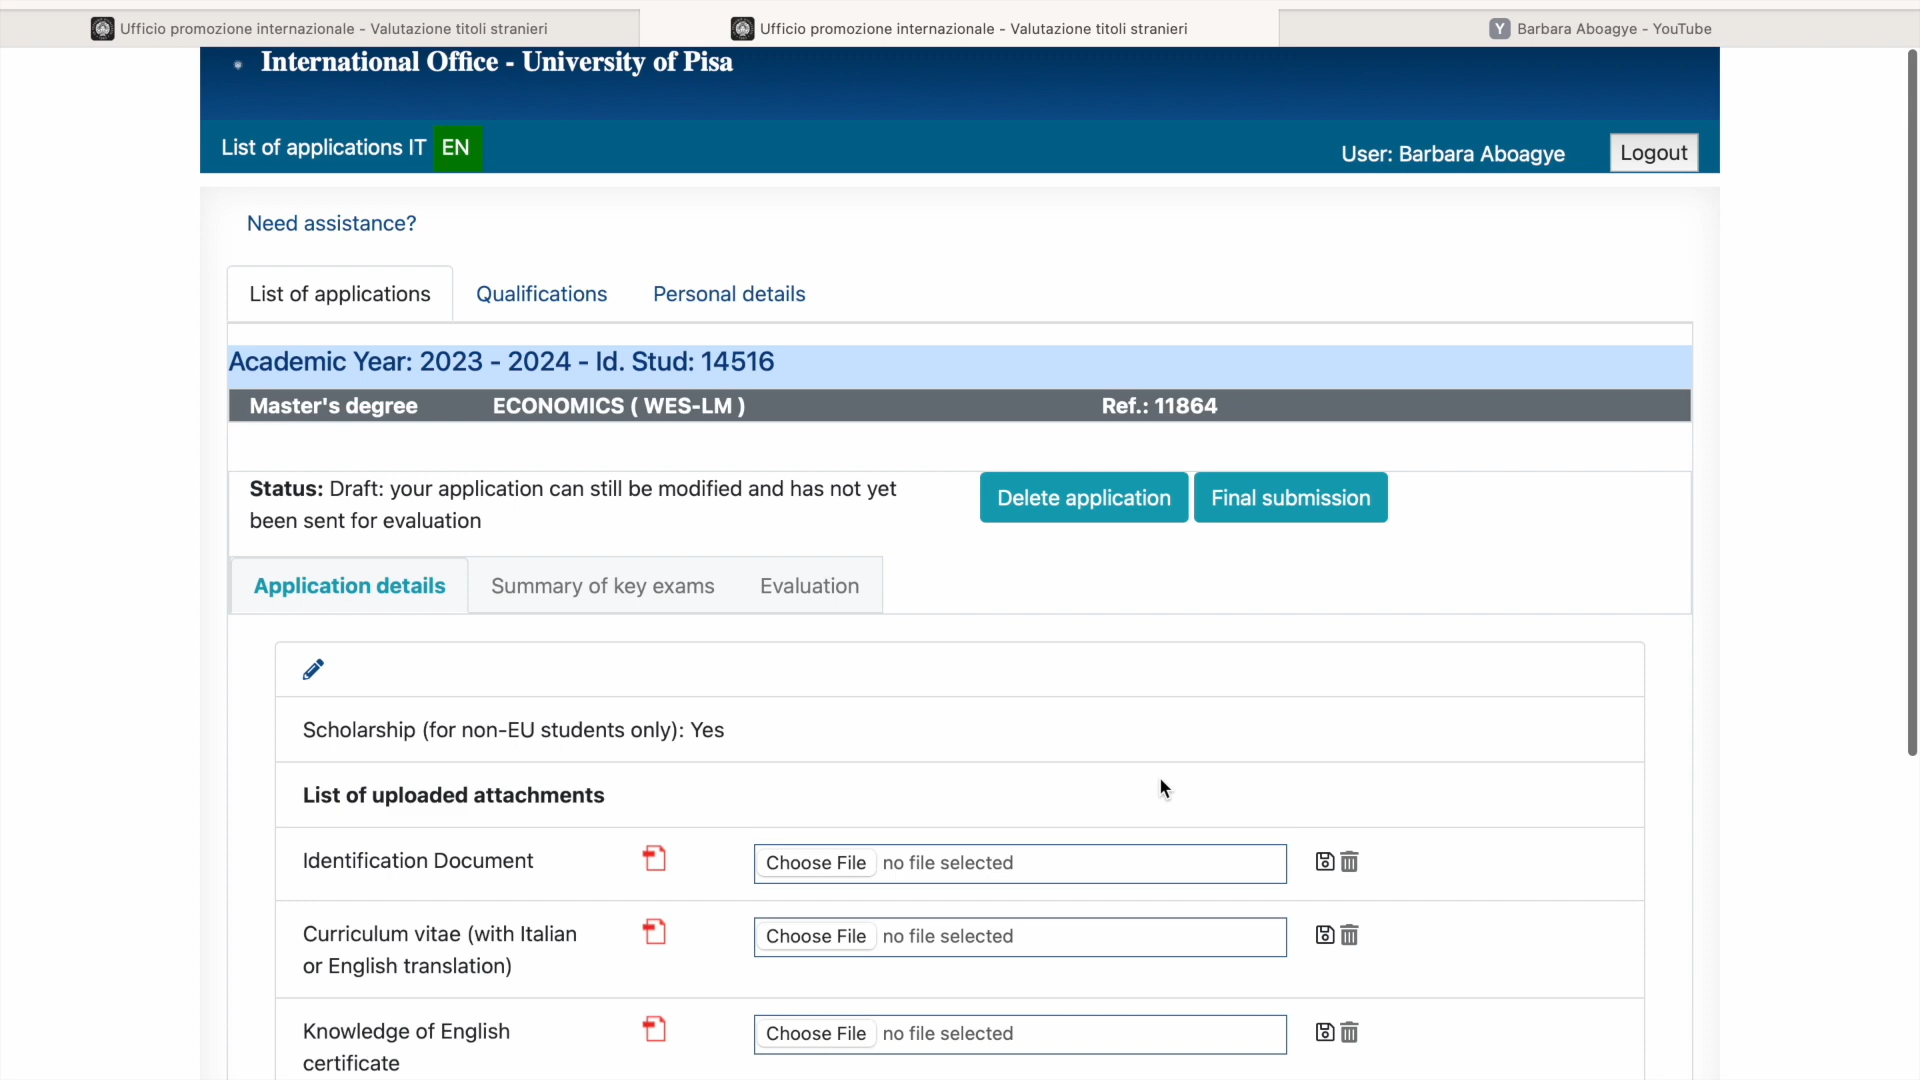 Ufficio promozione internazionale - Valutazione titoli stranieri
Ufficio promozione internazionale - Valutazione titoli stranieri
Y Barbara Aboagye - YouTube
International Office - University of Pisa
List of applications IT EN
User: Barbara Aboagye
Logout
Need assistance?
List of applications
Qualifications
Personal details
Academic Year: 2023 - 2024 - Id. Stud: 14516
Master's degree
ECONOMICS ( WES-LM )
Ref.: 11864
Status: Draft: your application can still be modified and has not yet
been sent for evaluation
Delete application
Final submission
Application details
Summary of key exams
Evaluation
Scholarship (for non-EU students only): Yes
List of uploaded attachments
Identification Document
Choose File no file selected
Curriculum vitae (with Italian
or English translation)
Choose File no file selected
Knowledge of English
certificate
Choose File no file selected